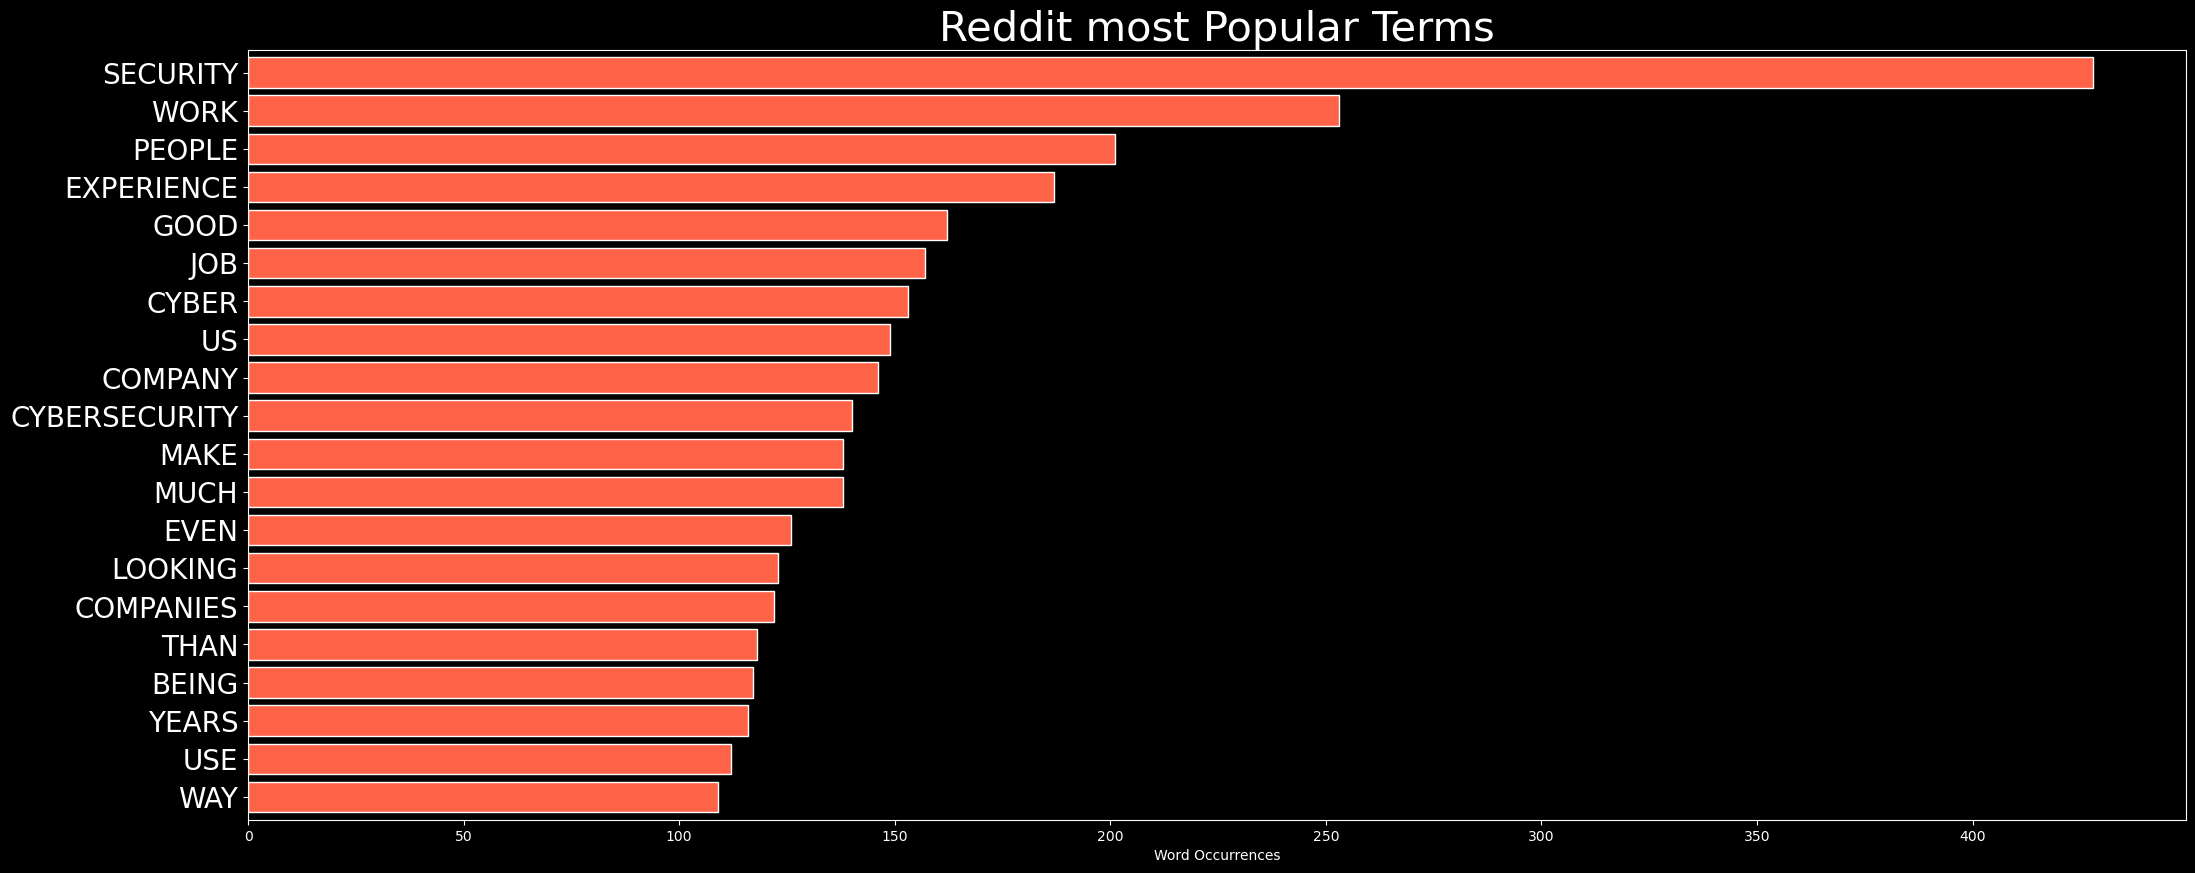 Reddit most Popular Terms
SECURITY
WORK
PEOPLE
EXPERIENCE
GOOD
JOB
CYBER
US
COMPANY
CYBERSECURITY
MAKE
MUCH
EVEN
LOOKING
COMPANIES
THAN
BEING
YEARS
USE
WAY
0 50 100 150 200 250 300 350 400
Word Occurrences